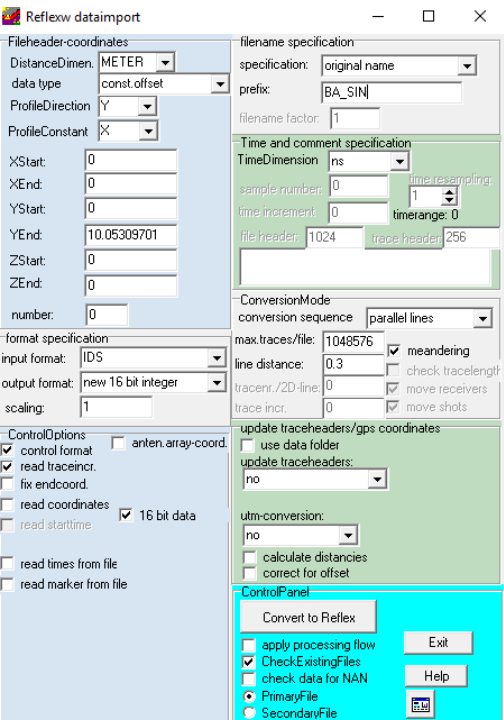 Reflexw dataimport
Fileheader-coordinates
DistanceDimen. METER
data type const.offset
ProfileDirection Y
ProfileConstant X
XStart: 0
XEnd: 0
YStart: 0
YEnd: 10.05309701
ZStart: 0
ZEnd: 0
number: 0
format specification
input format: IDS
output format: new 16 bit integer
scaling: 1
ControlOptions
control format
anten.array-coord.
read traceincr.
fix endcoord.
read coordinates
16 bit data
read starttime
read times from file
read marker from file
filename specification
specification: original name
prefix: BA_SIN
filename factor: 1
Time and comment specification
TimeDimension ns
time resampling:
sample number: 0
1
time increment 0
timerange: 0
file header: 1024 trace header: 256
ConversionMode
conversion sequence parallel lines
max.traces/file: 1048576
meandering
line distance: 0.3
check tracelength
tracenr./2D-line: 0
move receivers
trace incr. 0
move shots
update traceheaders/gps coordinates
use data folder
update traceheaders:
no
utm-conversion:
no
calculate distancies
correct for offset
ControlPanel
Convert to Reflex
apply processing flow
Exit
CheckExistingFiles
check data for NAN
Help
PrimaryFile
SecondaryFile